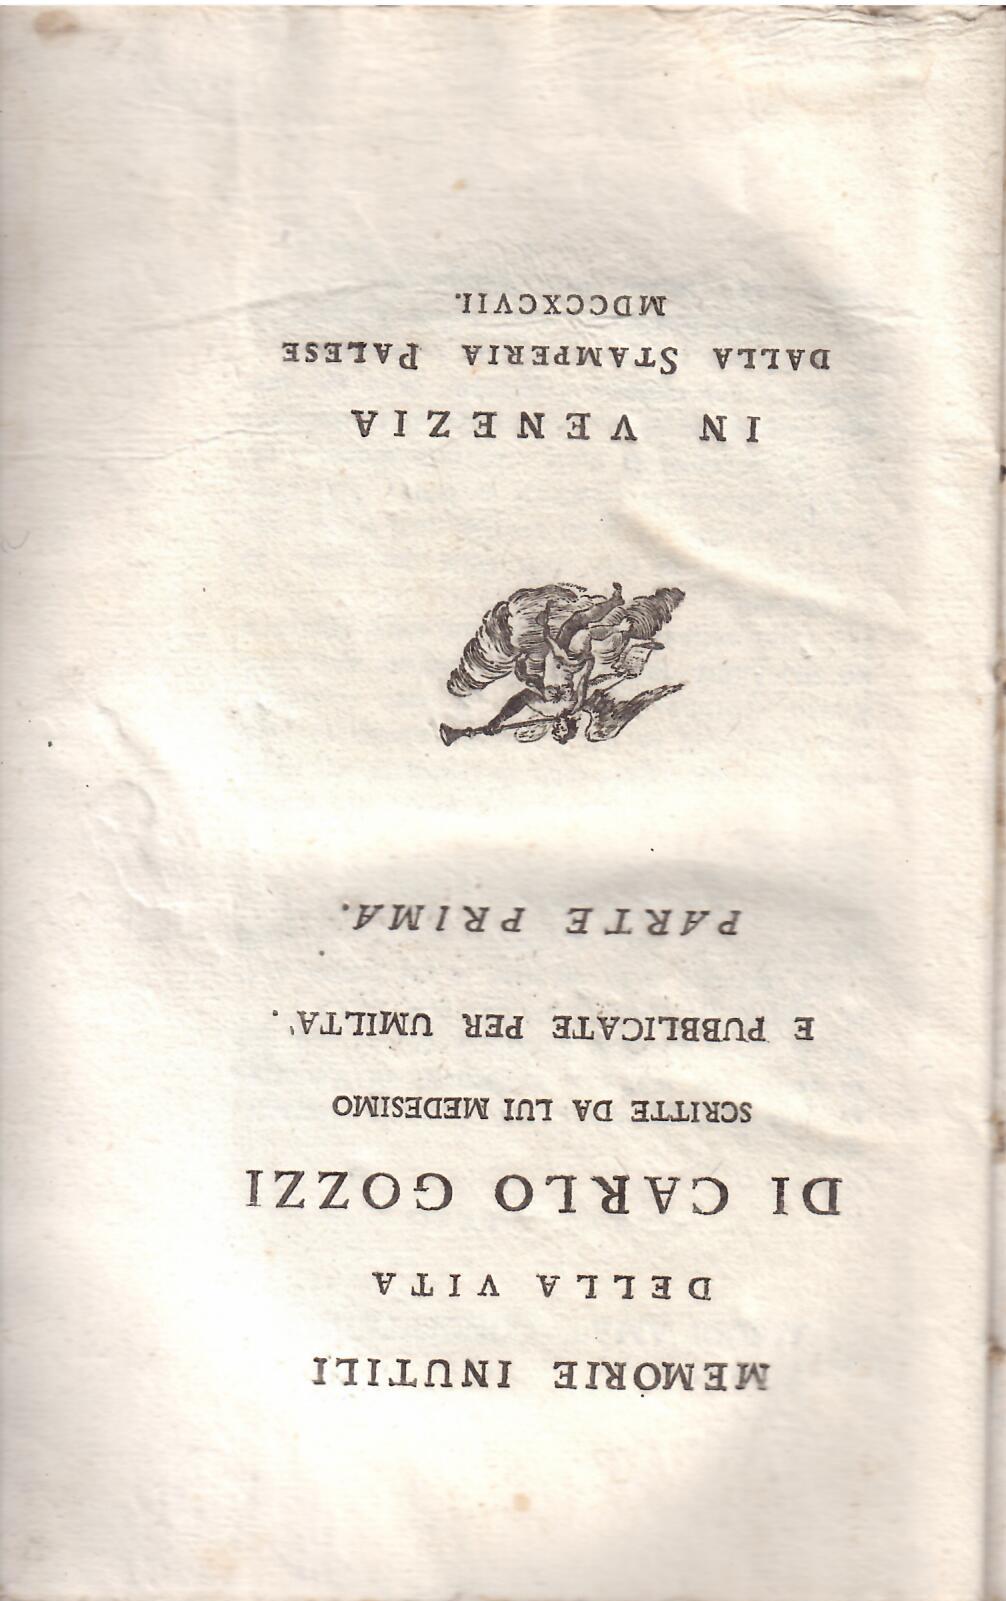 MEMORIE INUTILI
DELLA VITA
DI CARLO GOZZI
SCRITTE DA LUI MEDESIMO
E PUBBLICATE PER UMILTA'.
PARTE PRIMA.
IN VENEZIA
DALLA STAMPERIA PALESE
MDCCXCVII.